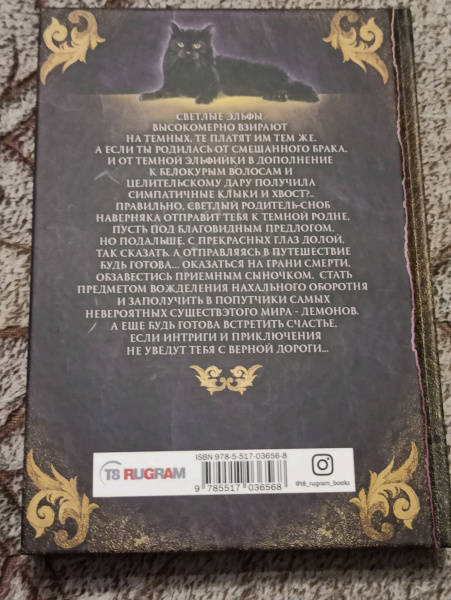 СВЕТЛЫЕ ЭЛЬФЫ
ВЫСОКОМЕРНО ВЗИРАЮТ
НА ТЕМНЫХ, ТЕ ПЛАТЯТ ИМ ТЕМ ЖЕ.
А ЕСЛИ ТЫ РОДИЛАСЬ ОТ СМЕШАННОГО БРАКА.
И ОТ ТЕМНОЙ ЭЛЬФИЙКИ В ДОПОЛНЕНИЕ
К БЕЛОКУРЫМ ВОЛОСАМ И
ЦЕЛИТЕЛЬСКОМУ ДАРУ ПОЛУЧИЛА
СИМПАТИЧНЫЕ КЛЫКИ И ХВОСТ?..
ПРАВИЛЬНО, СВЕТЛЫЙ РОДИТЕЛЬ-СНОБ
НАВЕРНЯКА ОТПРАВИТ ТЕБЯ К ТЕМНОЙ РОДНЕ.
ПУСТЬ ПОД БЛАГОВИДНЫМ ПРЕДЛОГОМ,
НО ПОДАЛЬШЕ, С ПРЕКРАСНЫХ ГЛАЗ ДОЛОЙ,
ТАК СКАЗАТЬ. А ОТПРАВЛЯЯСЬ В ПУТЕШЕСТВИЕ
БУДЬ ГОТОВА... ОКАЗАТЬСЯ НА ГРАНИ СМЕРТИ,
ОБЗАВЕСТИСЬ ПРИЕМНЫМ СЫНОЧКОМ, СТАТЬ
ПРЕДМЕТОМ ВОЖДЕЛЕНИЯ НАХАЛЬНОГО ОБОРОТНЯ
И ЗАПОЛУЧИТЬ В ПОПУТЧИКИ САМЫХ
НЕВЕРОЯТНЫХ СУЩЕСТВЭТОГО МИРА - ДЕМОНОВ.
А ЕЩЕ БУДЬ ГОТОВА ВСТРЕТИТЬ СЧАСТЬЕ,
ЕСЛИ ИНТРИГИ И ПРИКЛЮЧЕНИЯ
НЕ УВЕДУТ ТЕБЯ С ВЕРНОЙ ДОРОГИ...
T8 RUGRAM
ISBN 978-5-517-03656-8
9 785517 036568
@t8_rugram_books